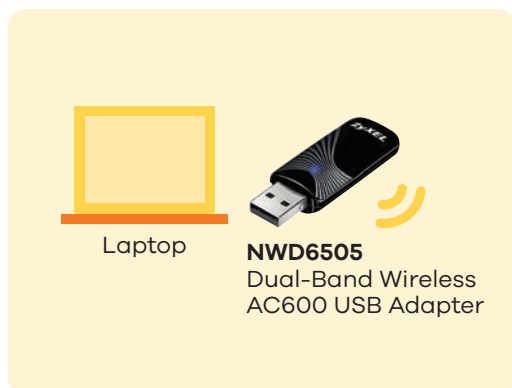 ZyXEL
Laptop
NWD6505
Dual-Band Wireless
AC600 USB Adapter